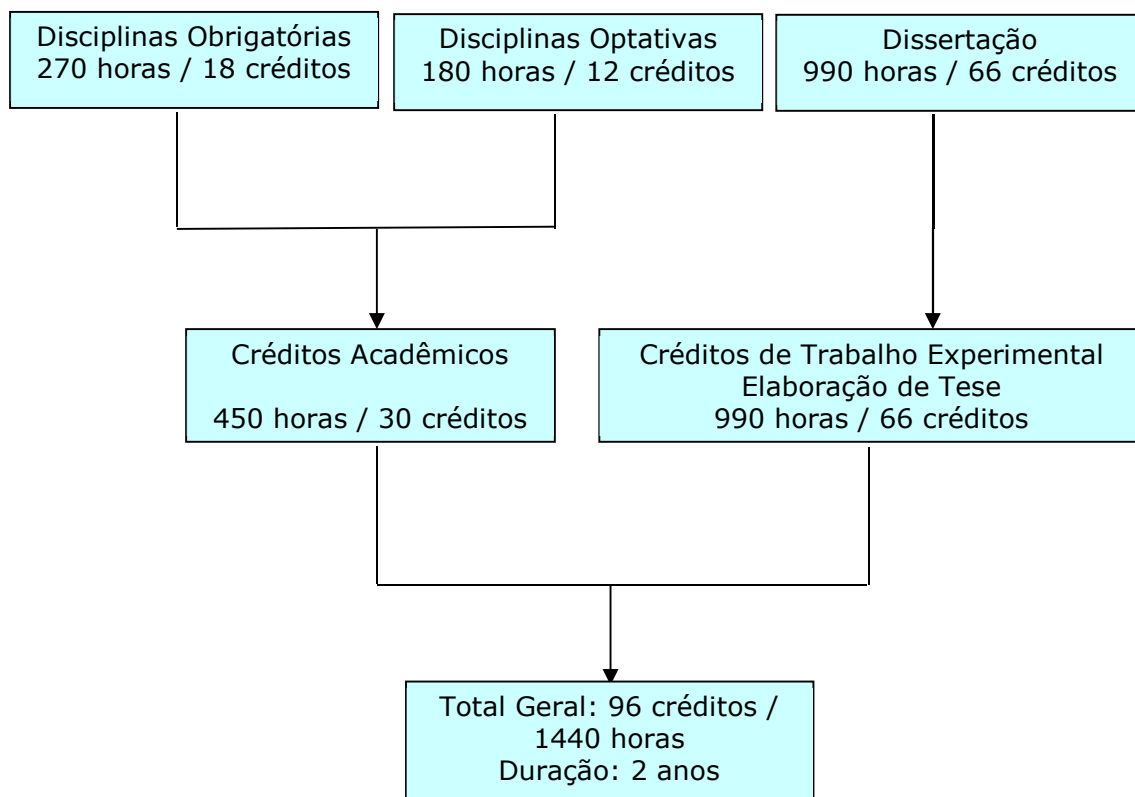 Disciplinas Obrigatórias
270 horas / 18 créditos
Disciplinas Optativas
180 horas / 12 créditos
Dissertação
990 horas / 66 créditos
Créditos Acadêmicos
450 horas / 30 créditos
Créditos de Trabalho Experimental
Elaboração de Tese
990 horas / 66 créditos
Total Geral: 96 créditos /
1440 horas
Duração: 2 anos